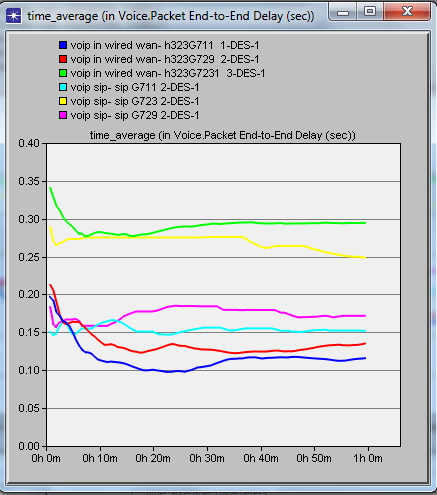 time_average (in Voice.Packet End-to-End Delay (sec))
voip in wired wan- h323G711 1-DES-1
voip in wired wan- h323G729 2-DES-1
voip in wired wan- h323G7231 3-DES-1
voip sip- sip G711 2-DES-1
voip sip- sip G723 2-DES-1
voip sip- sip G729 2-DES-1
time_average (in Voice.Packet End-to-End Delay (sec))
0.40
0.35
0.30
0.25
0.20
0.15
0.10
0.05
0.00
0h 0m 0h 10m 0h 20m 0h 30m 0h 40m 0h 50m 1h 0m